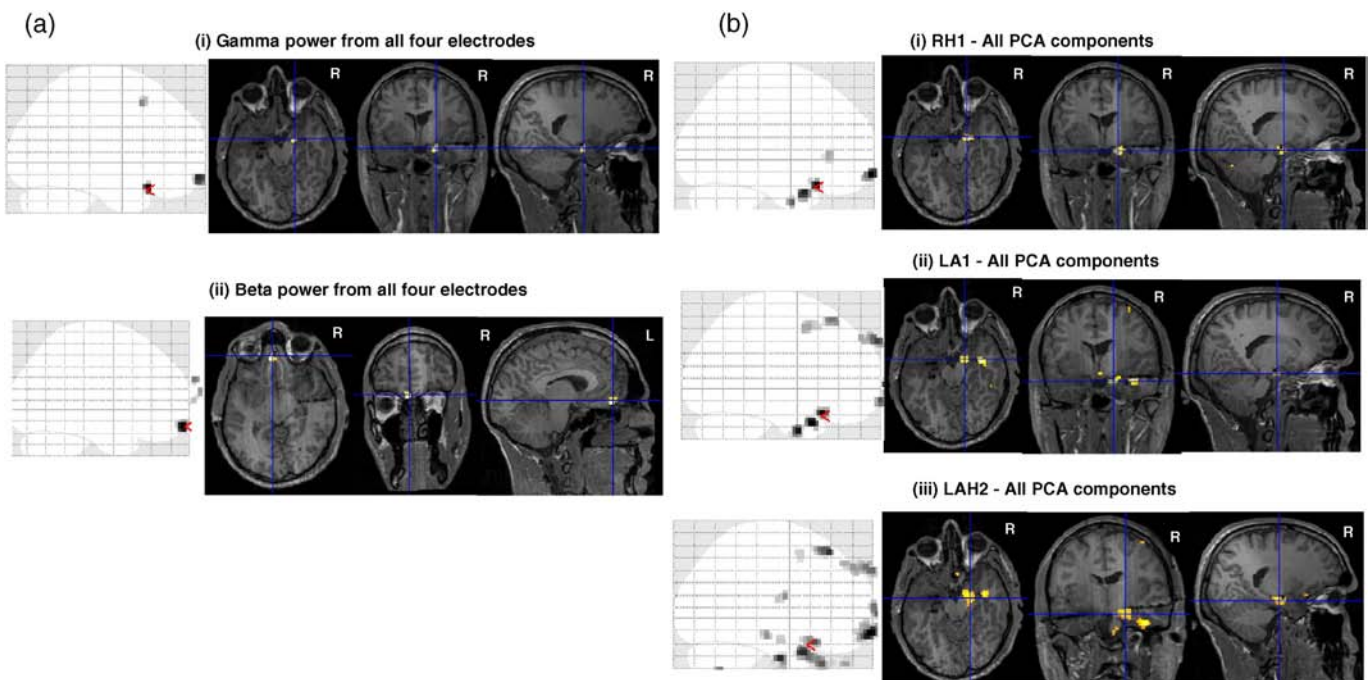 (a)
(i) Gamma power from all four electrodes
R
R
R
(ii) Beta power from all four electrodes
R
R
L
(b)
(i) RH1 - All PCA components
R
R
R
(ii) LA1 - All PCA components
R
R
R
(iii) LAH2 - All PCA components
R
R
R